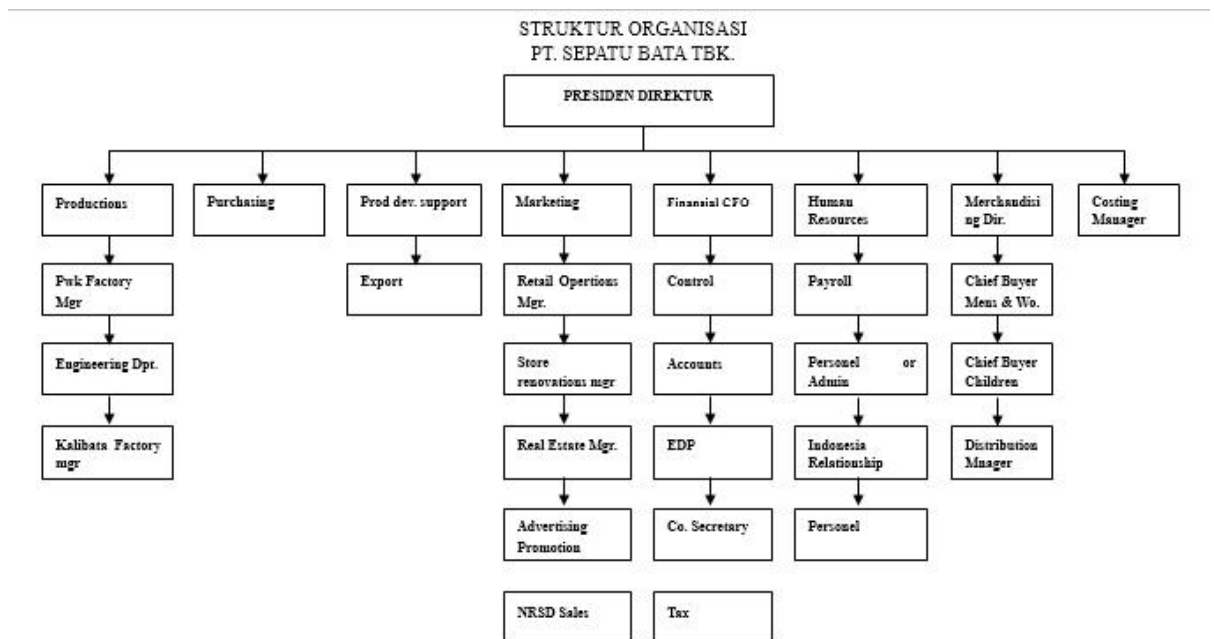 STRUKTUR ORGANISASI
PT. SEPATU BATA TBK.
PRESIDEN DIREKTUR
Productions
Purchasing
Prod dev. support
Marketing
Financial CFO
Human
Resources
Merchandisi
ng Dir.
Costing
Manager
Pwk Factory
Mgr
Export
Retail Opertions
Mgr.
Control
Payroll
Chief Buyer
Mens & Wo.
Engineering Dpt.
Store
renovations mgr
Accounts
Personel or
Admin
Chief Buyer
Children
Kalibata Factory
mgr
Real Estate Mgr.
EDP
Indonesia
Relationship
Distribution
Mnager
Advertising
Promotion
Co. Secretary
Personel
NRSD Sales
Tax